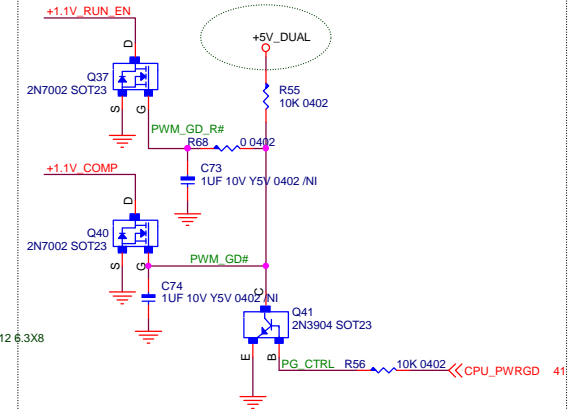 +1.1V_RUN_EN
+5V_DUAL
D
Q37
2N7002 SOT23
R55
10K 0402
S
G
PWM_GD_R#
R68
0 0402
C73
1UF 10V Y5V 0402 /NI
+1.1V_COMP
D
Q40
2N7002 SOT23
S
G
PWM_GD#
C74
1UF 10V Y5V 0402 /NI
C
Q41
2N3904 SOT23
12 6.3X8
E
B
PG_CTRL
R56
10K 0402
CPU_PWRGD
41